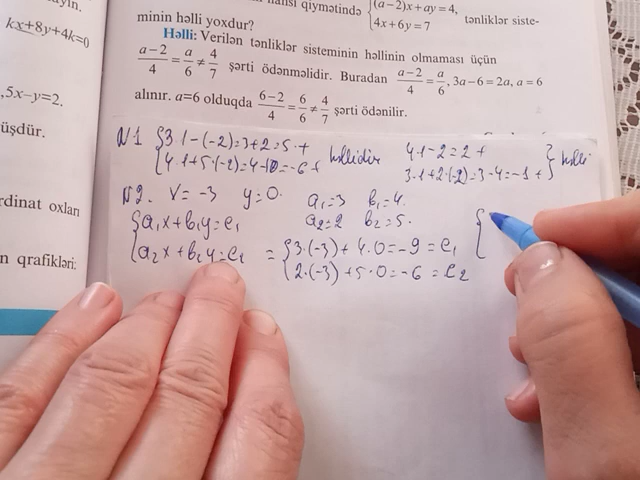 qiymətində {(a−2)x+ay=4,
4x+6y=7 tənliklər siste-
minin həlli yoxdur?
Həlli: Verilən tənliklər sisteminin həllinin olmaması üçün
a−2/4 = a/6 ≠ 4/7 şərti ödənməlidir. Buradan a−2/4 = a/6, 3a−6=2a, a=6
alınır. a=6 olduqda 6−2/4 = 6/6 ≠ 4/7 şərti ödənilir.
kx+8y+4k=0
5x−y=2.
üşdür.
rdinat oxları
n qrafikləri:
N1 {3·1−(−2)=3+2=5 + həllidir 4·1−2=2 +
4·1+5·(−2)=4−10=−6 + 3·1+2·(−2)=3−4=−1 + } həlli
N2. V=−3 y=0. a₁=3 b₁=4.
{a₁x+b₁y=e₁ a₂=2 b₂=5.
a₂x+b₂y=e₂ = {3·(−3)+4·0=−9=e₁ {
2·(−3)+5·0=−6=e₂